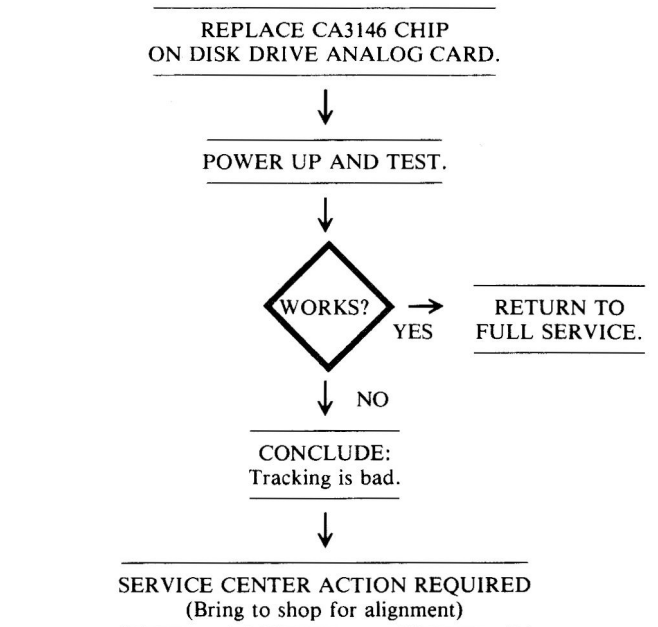 REPLACE CA3146 CHIP
ON DISK DRIVE ANALOG CARD.
POWER UP AND TEST.
WORKS?
YES
RETURN TO
FULL SERVICE.
NO
CONCLUDE:
Tracking is bad.
SERVICE CENTER ACTION REQUIRED
(Bring to shop for alignment)